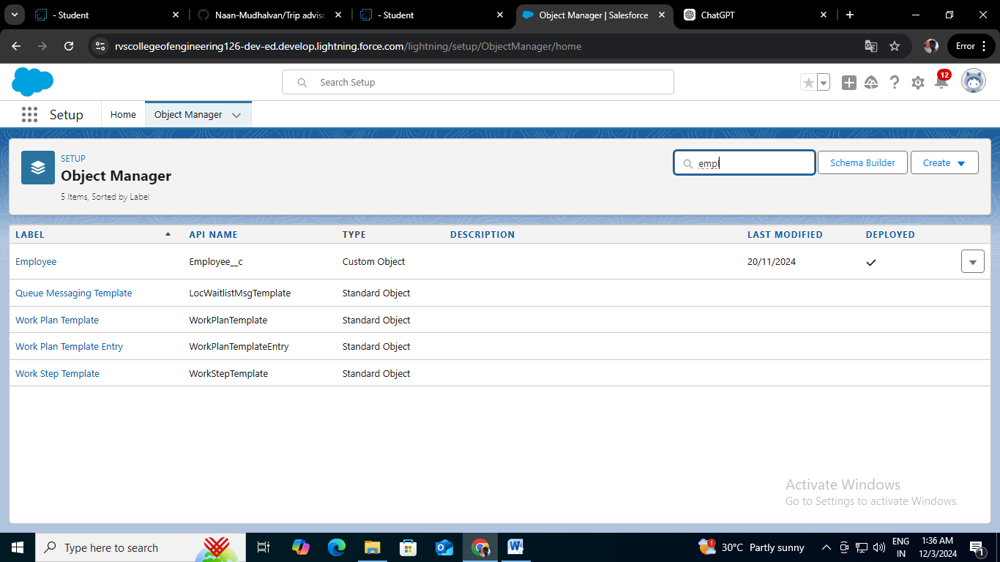 - Student
Naan-Mudhalvan/Trip advisc
- Student
Object Manager | Salesforce
ChatGPT
rvscollegeofengineering126-dev-ed.develop.lightning.force.com/lightning/setup/ObjectManager/home
Error
Search Setup
12
Setup
Home
Object Manager
SETUP
Object Manager
5 Items, Sorted by Label
empl
Schema Builder
Create
LABEL API NAME TYPE DESCRIPTION LAST MODIFIED DEPLOYED
Employee Employee__c Custom Object 20/11/2024
Queue Messaging Template LocWaitlistMsgTemplate Standard Object
Work Plan Template WorkPlanTemplate Standard Object
Work Plan Template Entry WorkPlanTemplateEntry Standard Object
Work Step Template WorkStepTemplate Standard Object
Activate Windows
Go to Settings to activate Windows.
Type here to search
30°C Partly sunny
ENG
IN
1:36 AM
12/3/2024
1